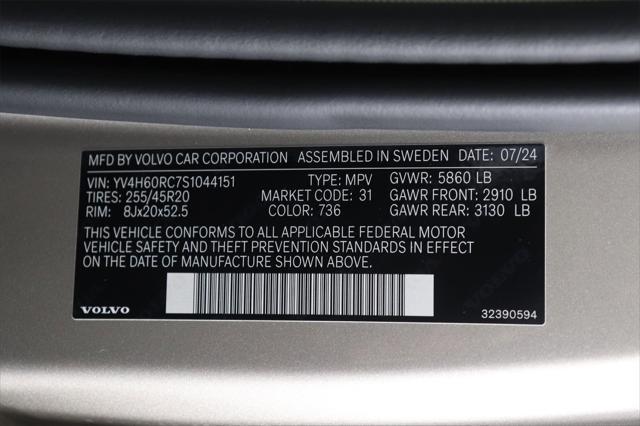 MFD BY VOLVO CAR CORPORATION ASSEMBLED IN SWEDEN 07/24
VIN: YV4H60RC7S1044151 TYPE: MPV GVWR: 5860 LB
TIRES: 255/45R20 MARKET CODE: 31 GAWR FRONT: 2910 LB
RIM: 8Jx20x52.5 COLOR: 736 GAWR REAR: 3130 LB
THIS VEHICLE CONFORMS TO ALL APPLICABLE FEDERAL MOTOR
VEHICLE SAFETY AND THEFT PREVENTION STANDARDS IN EFFECT
ON THE DATE OF MANUFACTURE SHOWN ABOVE.
VOLVO 32390594